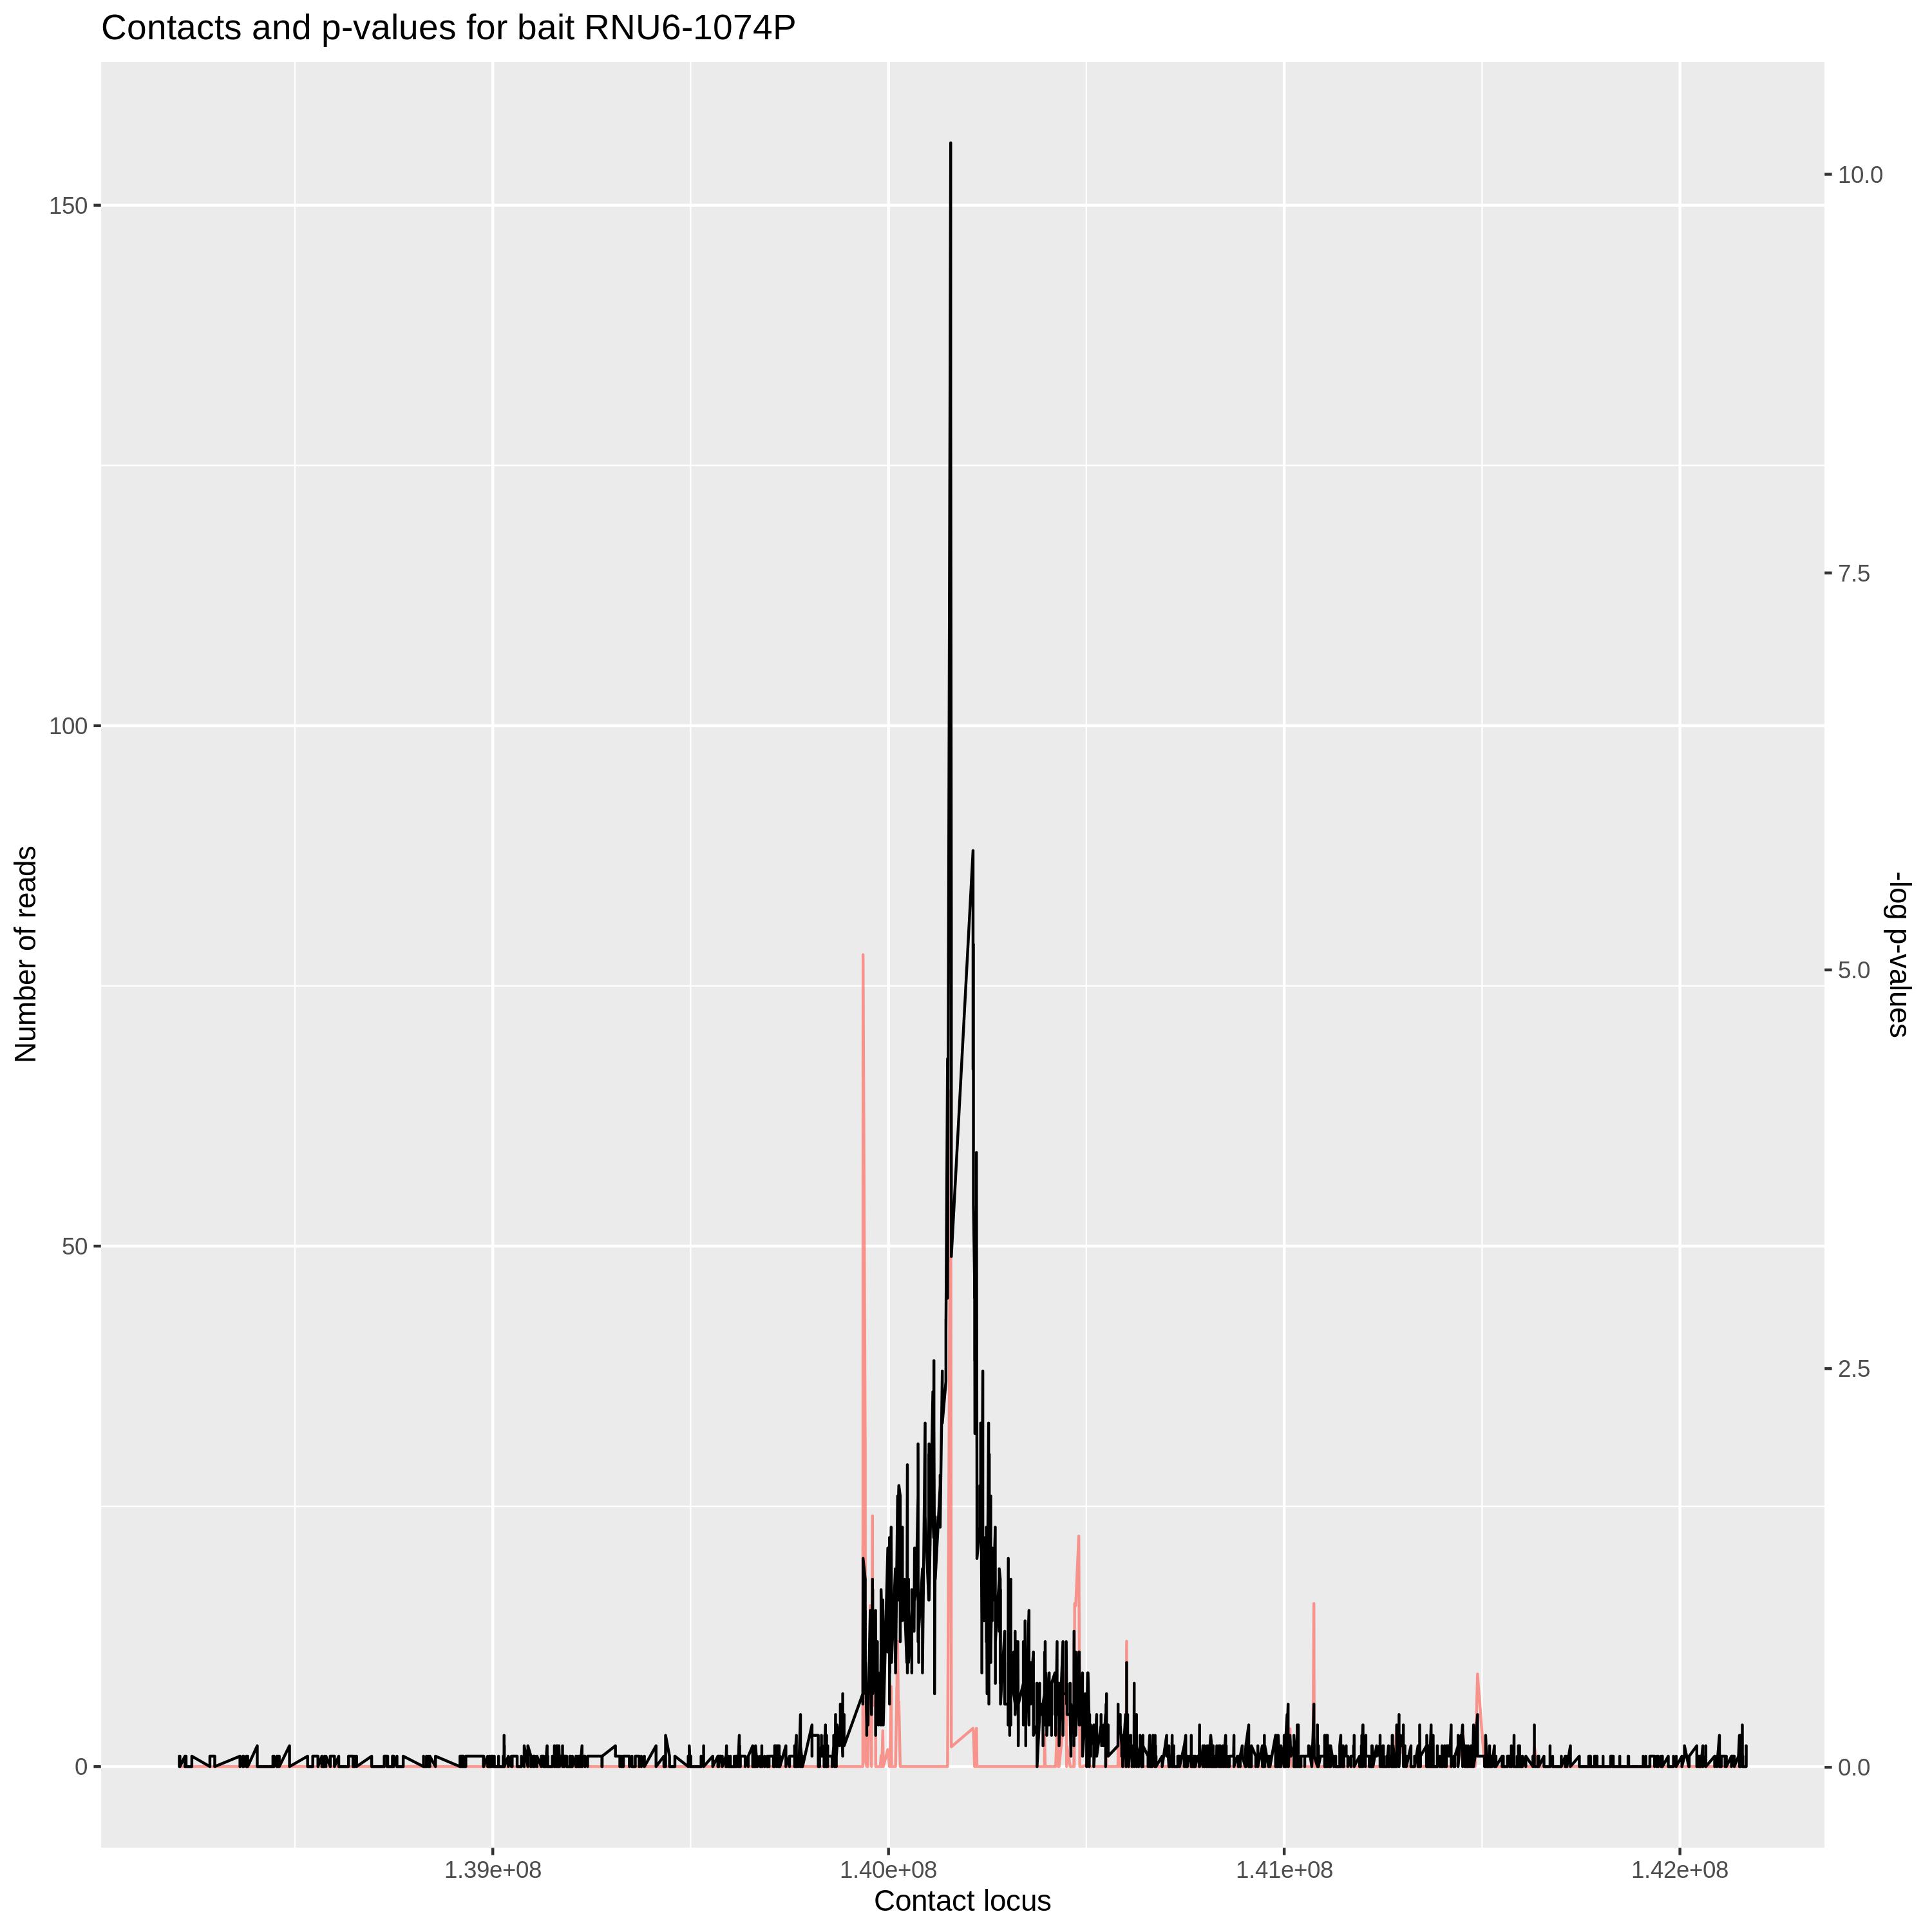 Contacts and p-values for bait RNU6-1074P
Number of reads
150
100
50
0
10.0
7.5
5.0
2.5
0.0
-log p-values
1.39e+08
1.40e+08
1.41e+08
1.42e+08
Contact locus